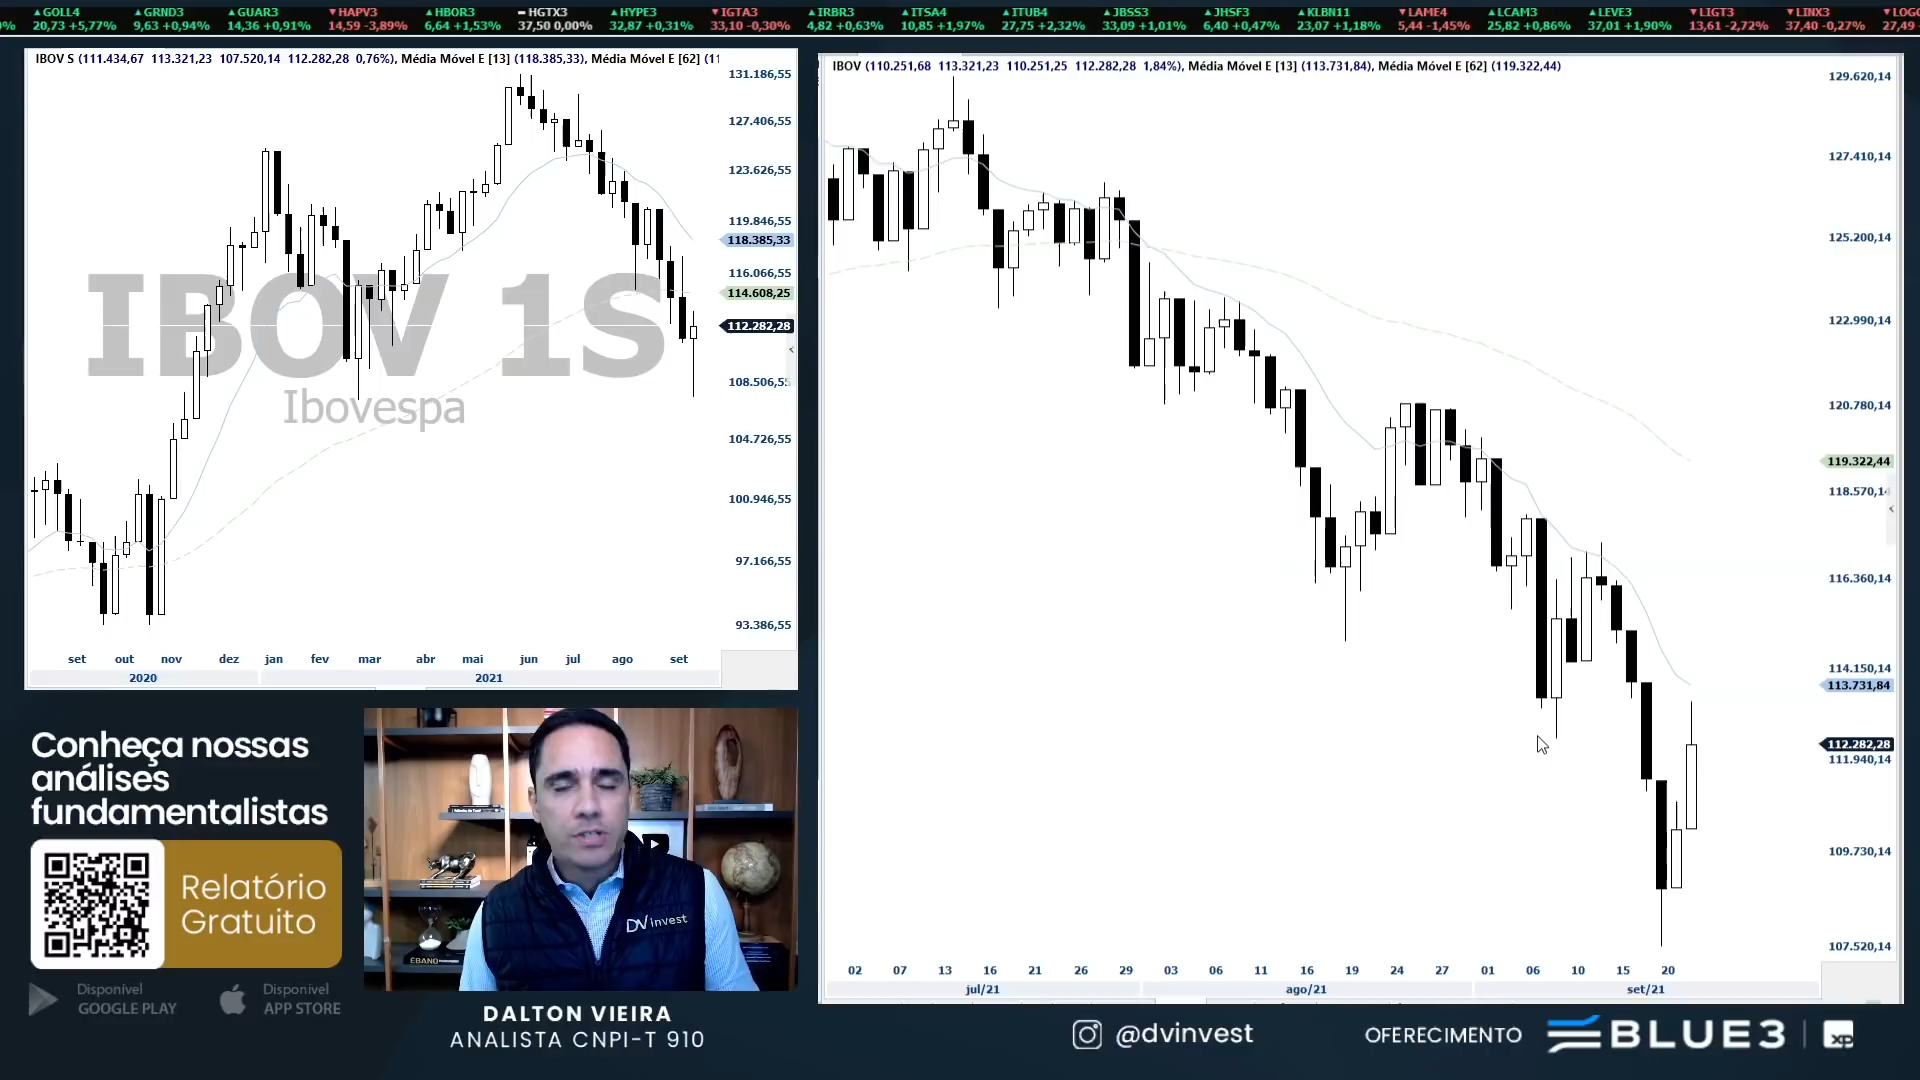 ▲GOLL4 ▲GRND3 ▲GUAR3 ▼HAPV3 ▲HBOR3 ━HGTX3 ▲HYPE3 ▼IGTA3 ▲IRBR3 ▲ITSA4 ▲ITUB4 ▲JBSS3 ▲JHSF3 ▲KLBN11 ▼LAME4 ▲LCAM3 ▲LEVE3 ▼LIGT3 ▼LINX3 ▼LOG
20,73 +5,77% 9,63 +0,94% 14,36 +0,91% 14,59 -3,89% 6,64 +1,53% 37,50 0,00% 32,87 +0,31% 33,10 -0,30% 4,82 +0,63% 10,85 +1,97% 27,75 +2,32% 33,09 +1,01% 6,40 +0,47% 23,07 +1,18% 5,44 -1,45% 25,82 +0,86% 37,01 +1,90% 13,61 -2,72% 37,40 -0,27% 27,49
IBOV S (111.434,67 113.321,23 107.520,14 112.282,28 0,76%), Média Móvel E [13] (118.385,33), Média Móvel E [62] (11
131.186,55
127.406,55
123.626,55
119.846,55
118.385,33
116.066,55
114.608,25
112.282,28
108.506,55
104.726,55
100.946,55
97.166,55
93.386,55
IBOV 1S
Ibovespa
set out nov dez jan fev mar abr mai jun jul ago set
2020 2021
IBOV (110.251,68 113.321,23 110.251,25 112.282,28 1,84%), Média Móvel E [13] (113.731,84), Média Móvel E [62] (119.322,44)
129.620,14
127.410,14
125.200,14
122.990,14
120.780,14
119.322,44
118.570,14
116.360,14
114.150,14
113.731,84
112.282,28
111.940,14
109.730,14
107.520,14
02 07 13 16 21 26 29 03 06 11 16 19 24 27 01 06 10 15 20
jul/21 ago/21 set/21
Conheça nossas
análises
fundamentalistas
Relatório
Gratuito
Disponível
GOOGLE PLAY
Disponível
APP STORE
DV invest
ÉBANO
DALTON VIEIRA
ANALISTA CNPI-T 910
@dvinvest
OFERECIMENTO
BLUE3
xp